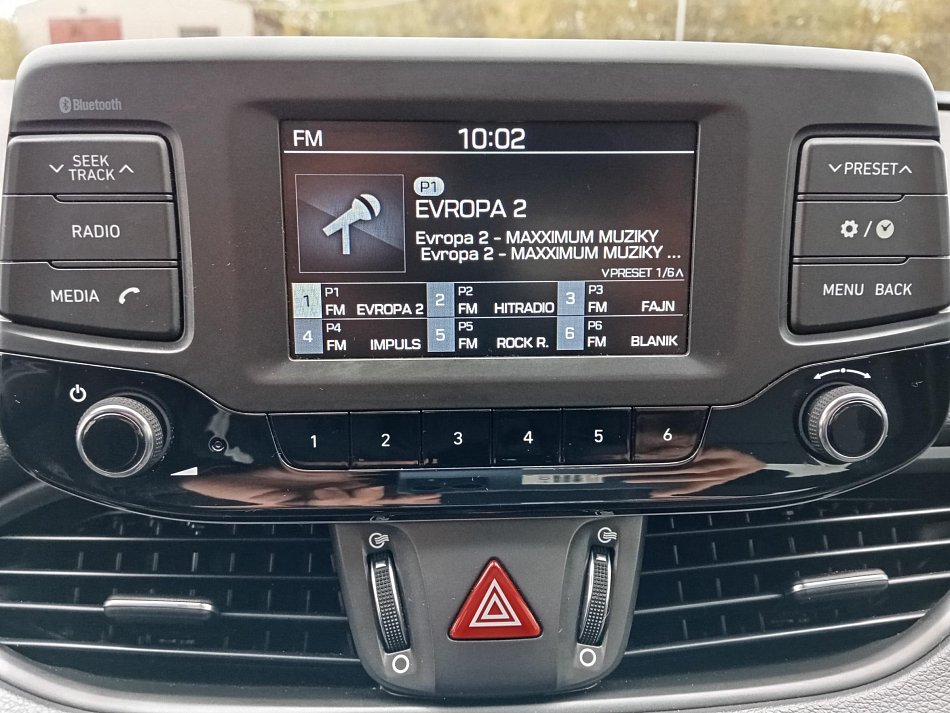 Bluetooth
SEEK
TRACK
RADIO
MEDIA
FM 10:02
P1
EVROPA 2
Evropa 2 - MAXXIMUM MUZIKY
Evropa 2 - MAXXIMUM MUZIKY ...
PRESET 1/6
1 P1 FM EVROPA 2
2 P2 FM HITRADIO
3 P3 FM FAJN
4 P4 FM IMPULS
5 P5 FM ROCK R.
6 P6 FM BLANIK
PRESET
/
MENU BACK
1 2 3 4 5 6